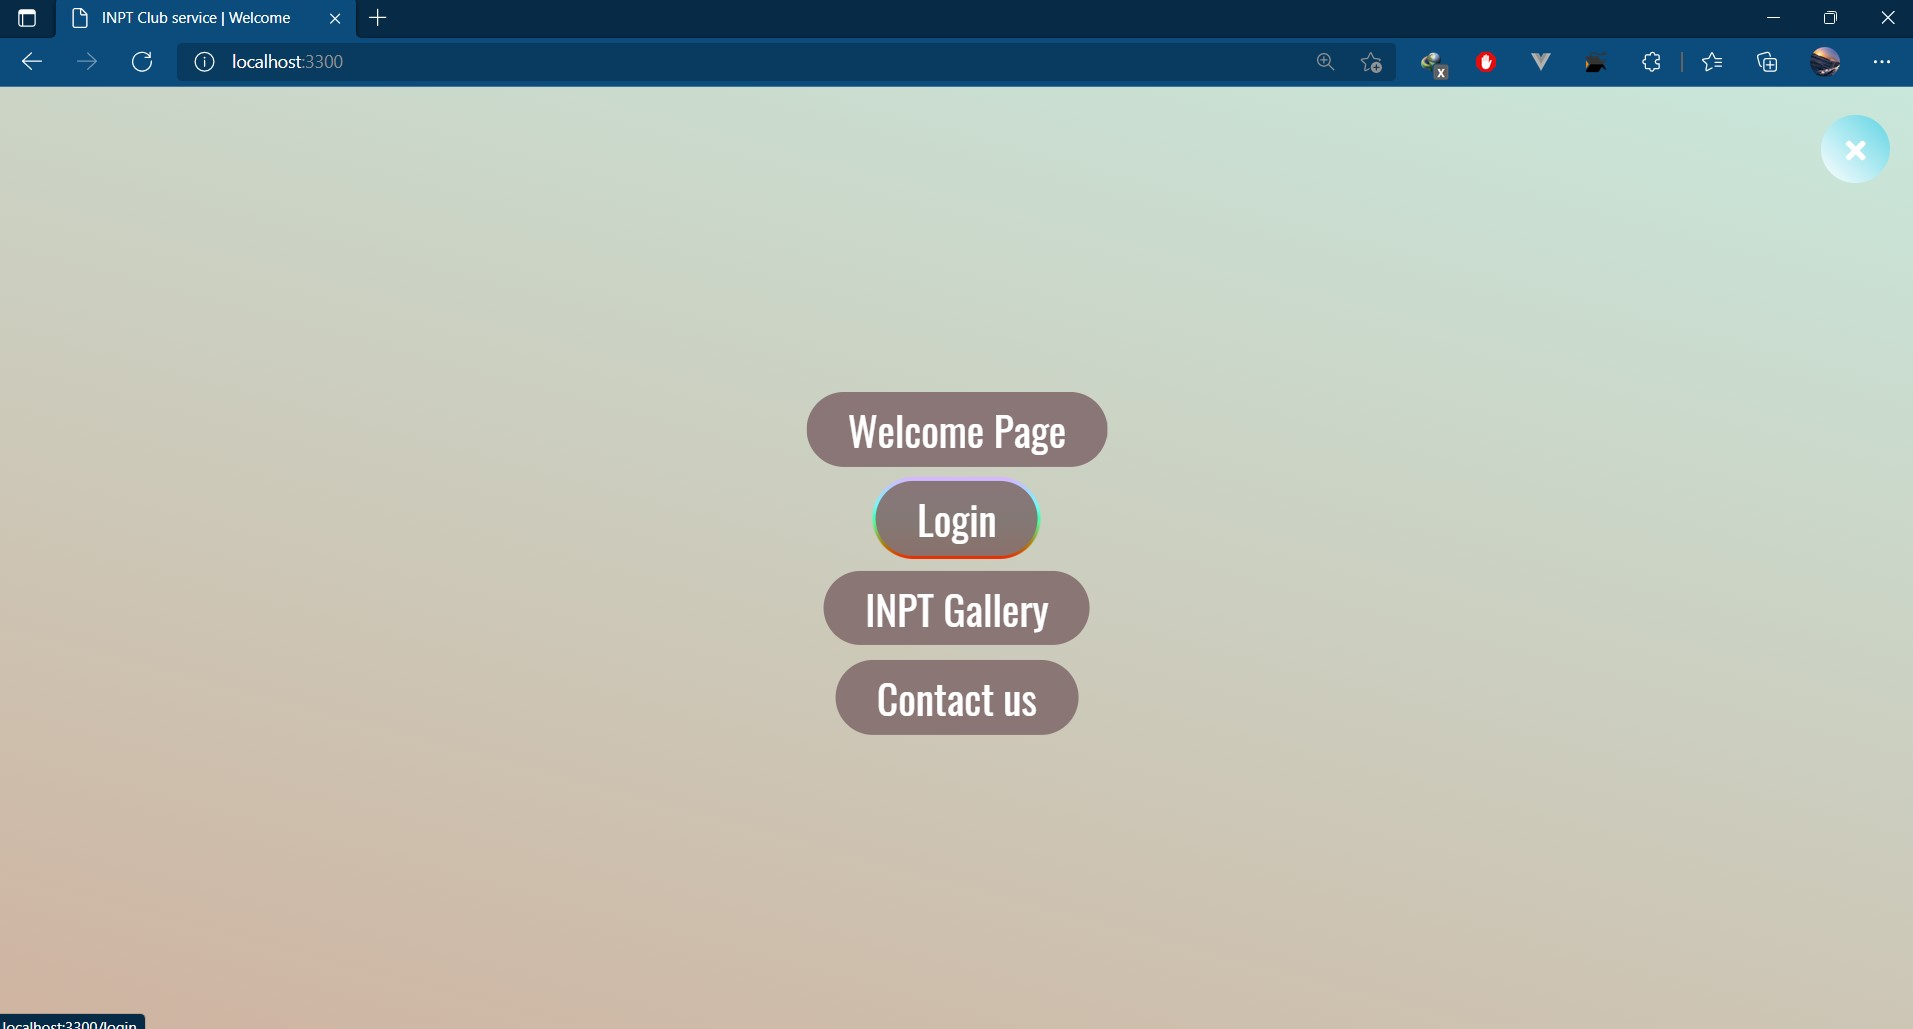 INPT Club service | Welcome
localhost:3300
x
Welcome Page
Login
INPT Gallery
Contact us
localhost:3300/login